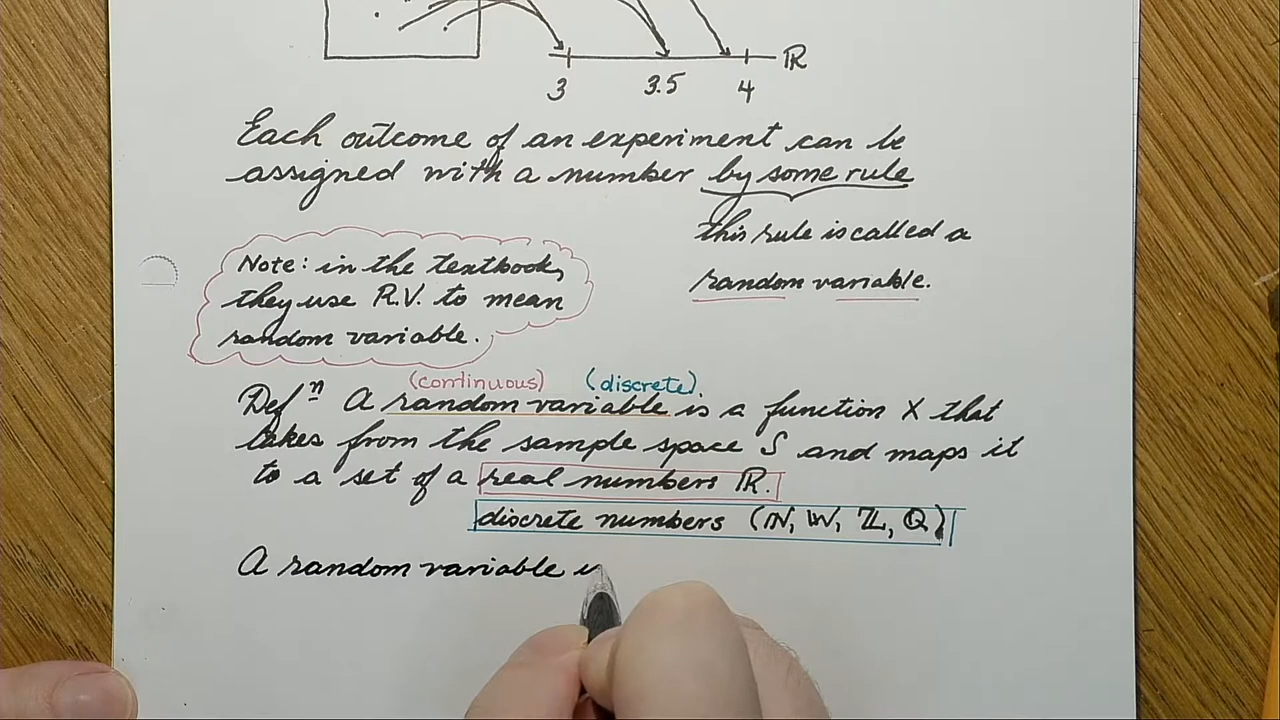 3 3.5 4 ℝ
Each outcome of an experiment can be
assigned with a number by some rule
this rule is called a
random variable.
Note: in the textbook,
they use R.V. to mean
random variable.
(continuous) (discrete).
Defⁿ A random variable is a function X that
takes from the sample space S and maps it
to a set of a real numbers ℝ.
discrete numbers (ℕ, 𝕎, ℤ, ℚ)
A random variable